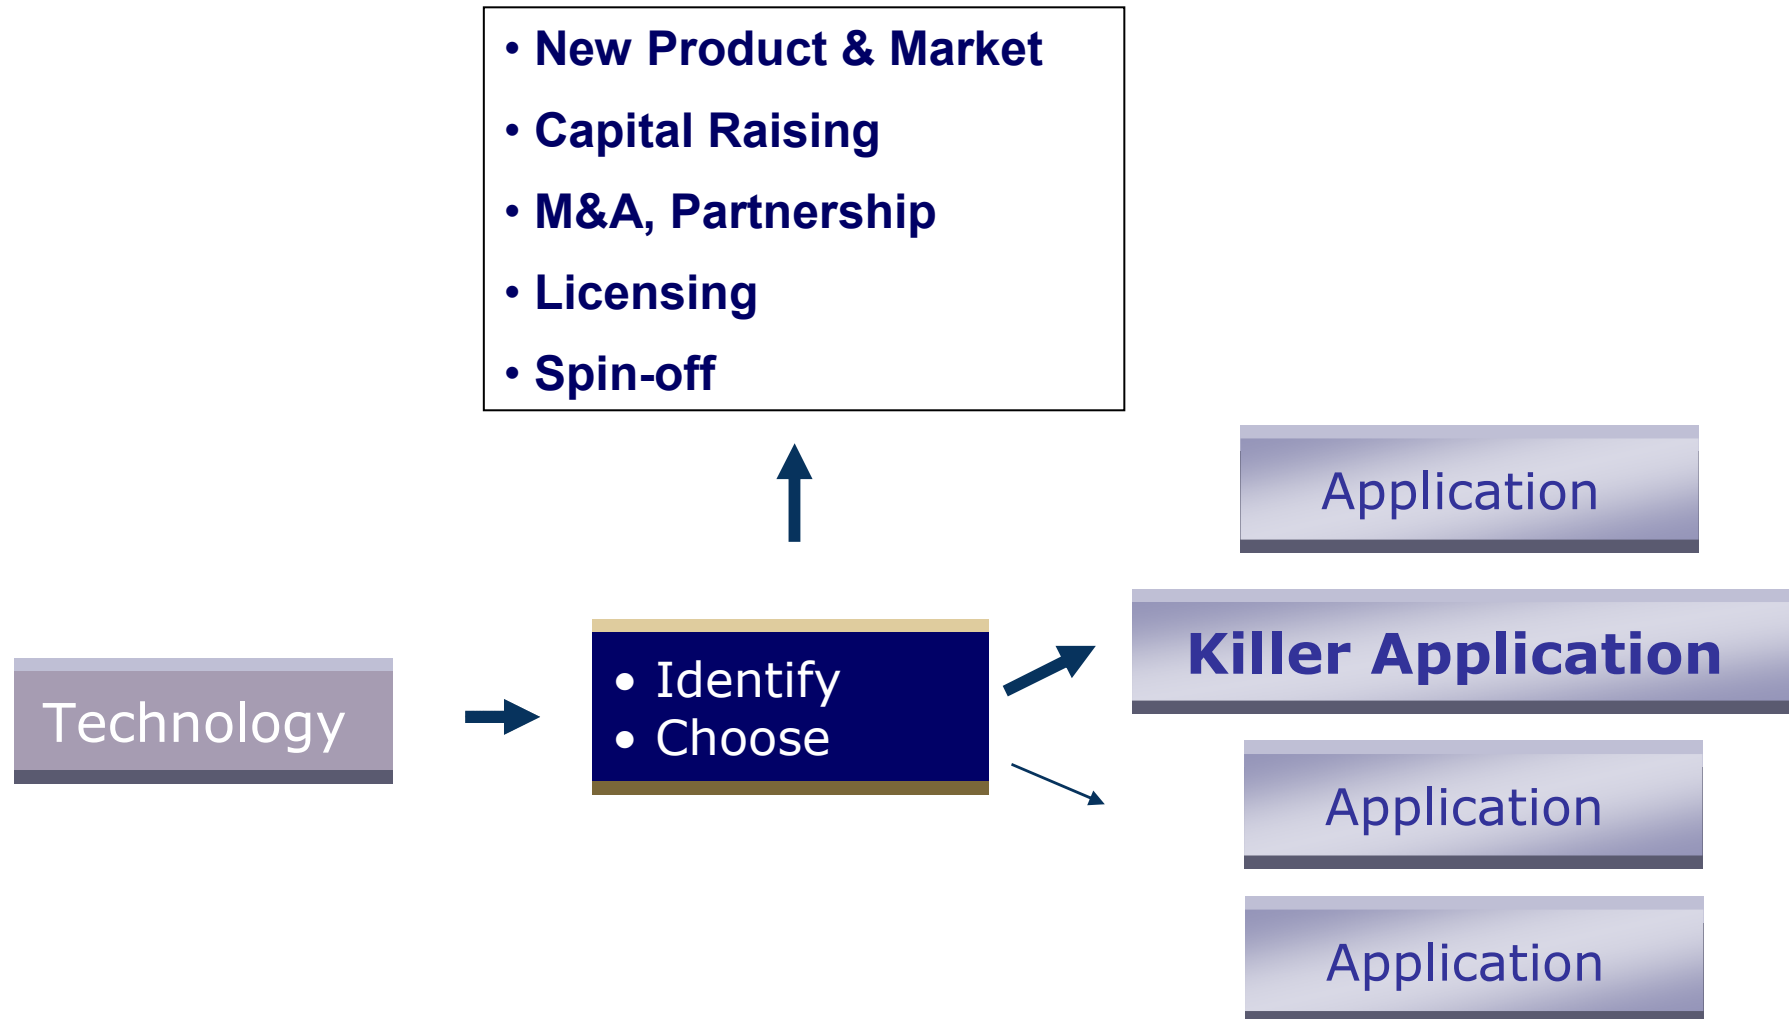 • New Product & Market
• Capital Raising
• M&A, Partnership
• Licensing
• Spin-off
Technology
• Identify
• Choose
Application
Killer Application
Application
Application